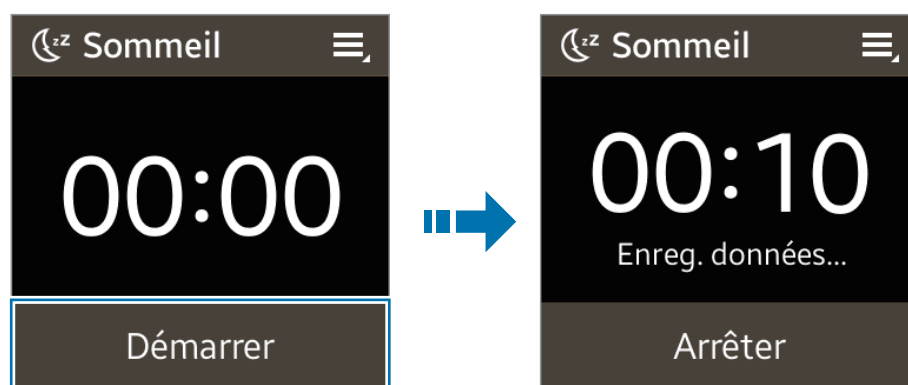 Sommeil
00:00
Démarrer
Sommeil
00:10
Enreg. données...
Arrêter